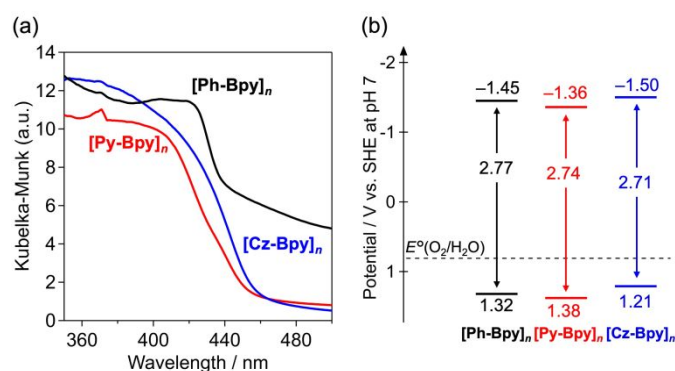 (a)
14
12
10
8
6
4
2
0
Kubelka-Munk (a.u.)
[Ph-Bpy]n
[Py-Bpy]n
[Cz-Bpy]n
360 400 440 480
Wavelength / nm
(b)
Potential / V vs. SHE at pH 7
-2
-1
0
1
–1.45 –1.36 –1.50
2.77 2.74 2.71
E°(O₂/H₂O)
1.32 1.38 1.21
[Ph-Bpy]n [Py-Bpy]n [Cz-Bpy]n